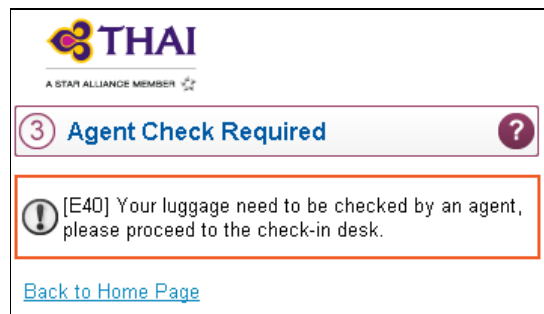 THAI
A STAR ALLIANCE MEMBER
3 Agent Check Required ?
[E40] Your luggage need to be checked by an agent,
please proceed to the check-in desk.
Back to Home Page